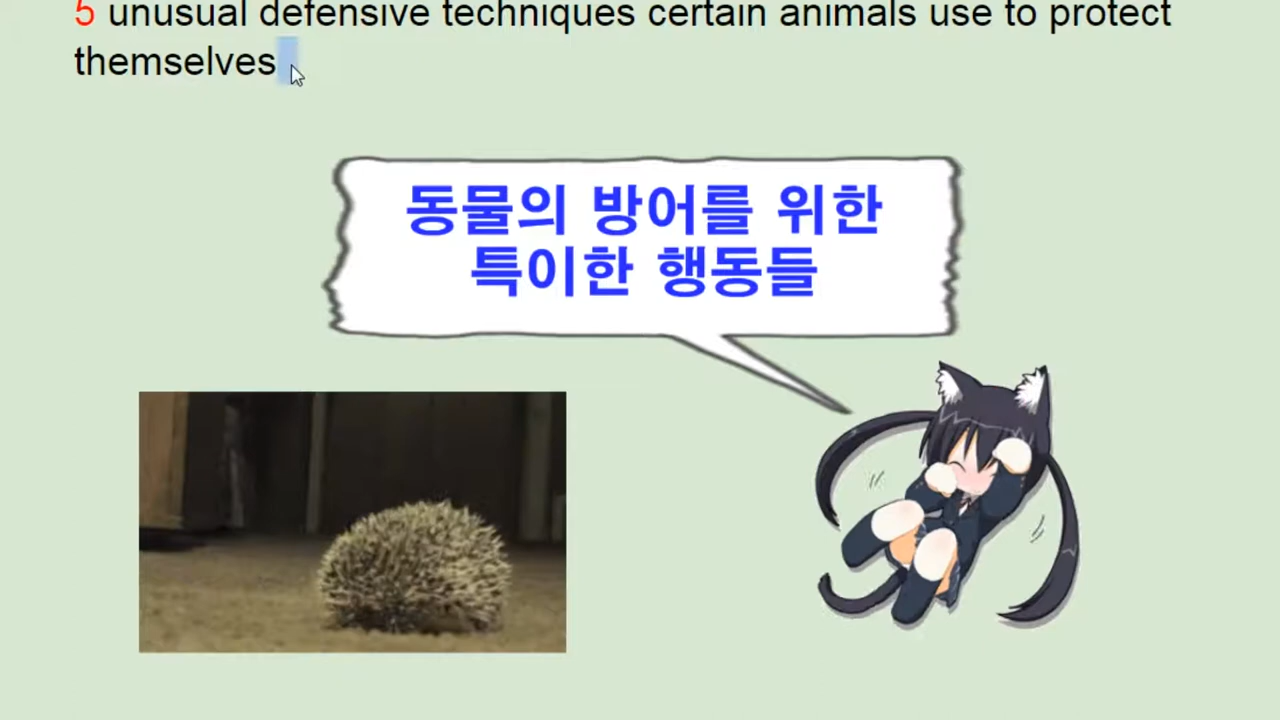 5 unusual defensive techniques certain animals use to protect
themselves
동물의 방어를 위한
특이한 행동들